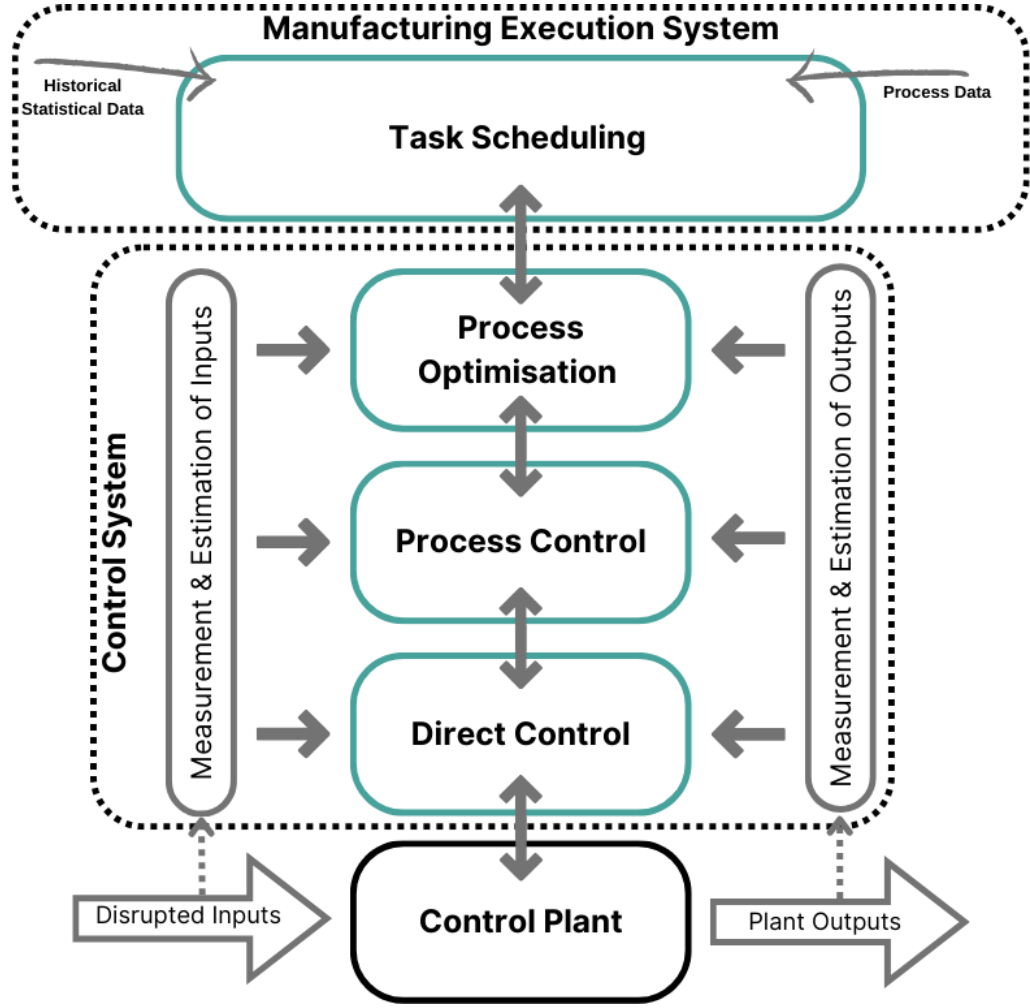 Manufacturing Execution System
Historical
Statistical Data
Process Data
Task Scheduling
Control System
Measurement & Estimation of Inputs
Process
Optimisation
Measurement & Estimation of Outputs
Process Control
Direct Control
Disrupted Inputs
Control Plant
Plant Outputs